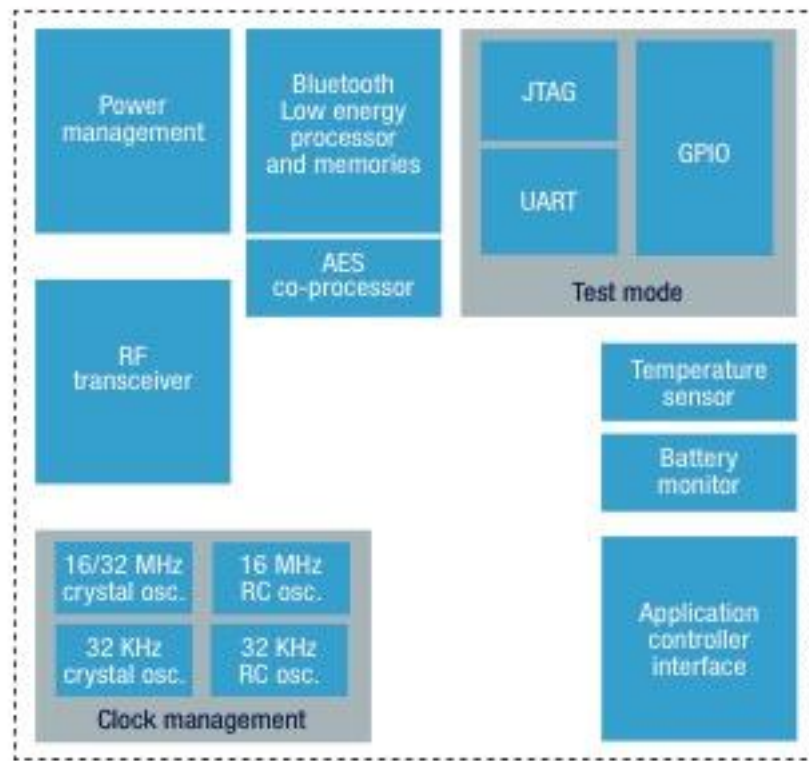 Power
management
Bluetooth
Low energy
processor
and memories
AES
co-processor
JTAG
UART
GPIO
Test mode
RF
transceiver
Temperature
sensor
Battery
monitor
16/32 MHz
crystal osc.
16 MHz
RC osc.
32 KHz
crystal osc.
32 KHz
RC osc.
Clock management
Application
controller
interface